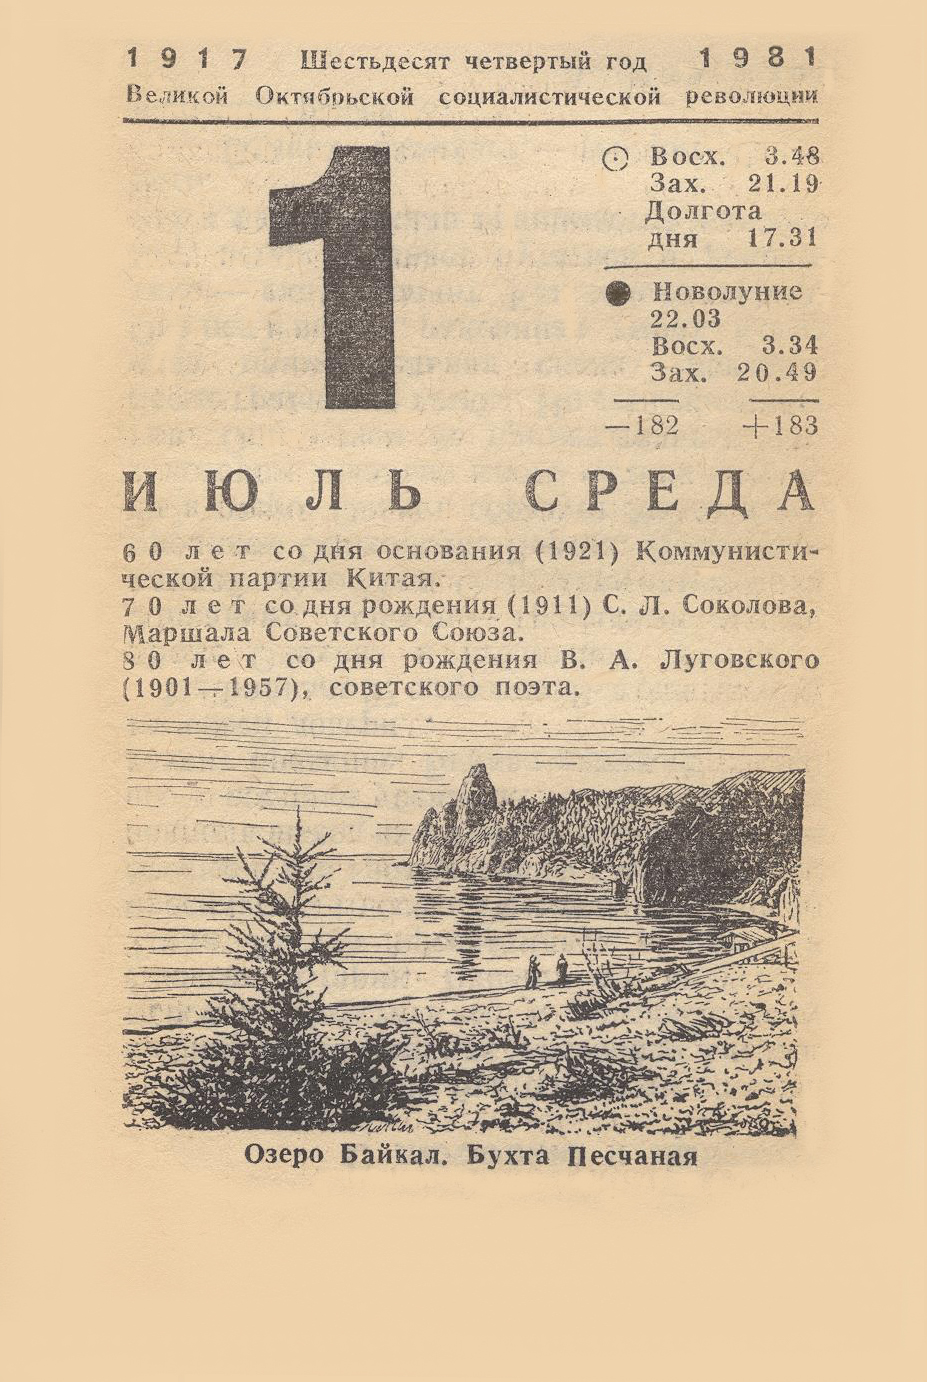 1917 Шестьдесят четвертый год 1981
Великой Октябрьской социалистической революции
1
Восх. 3.48
Зах. 21.19
Долгота
дня 17.31
Новолуние
22.03
Восх. 3.34
Зах. 20.49
—182 +183
ИЮЛЬ СРЕДА
60 лет со дня основания (1921) Коммунисти-
ческой партии Китая.
70 лет со дня рождения (1911) С. Л. Соколова,
Маршала Советского Союза.
80 лет со дня рождения В. А. Луговского
(1901—1957), советского поэта.
Озеро Байкал. Бухта Песчаная